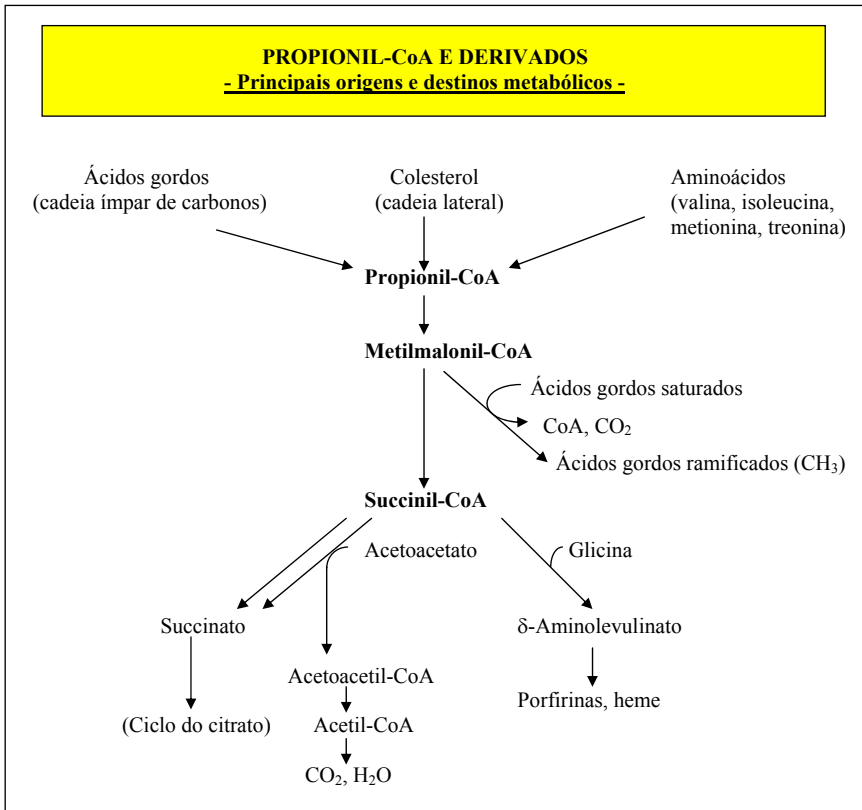 PROPIONIL-CoA E DERIVADOS
- Principais origens e destinos metabólicos -
Ácidos gordos
(cadeia ímpar de carbonos)
Colesterol
(cadeia lateral)
Aminoácidos
(valina, isoleucina,
metionina, treonina)
Propionil-CoA
Metilmalonil-CoA
Ácidos gordos saturados
CoA, CO₂
Ácidos gordos ramificados (CH₃)
Succinil-CoA
Acetoacetato
Glicina
Succinato
δ-Aminolevulinato
Acetoacetil-CoA
Porfirinas, heme
(Ciclo do citrato)
Acetil-CoA
CO₂, H₂O